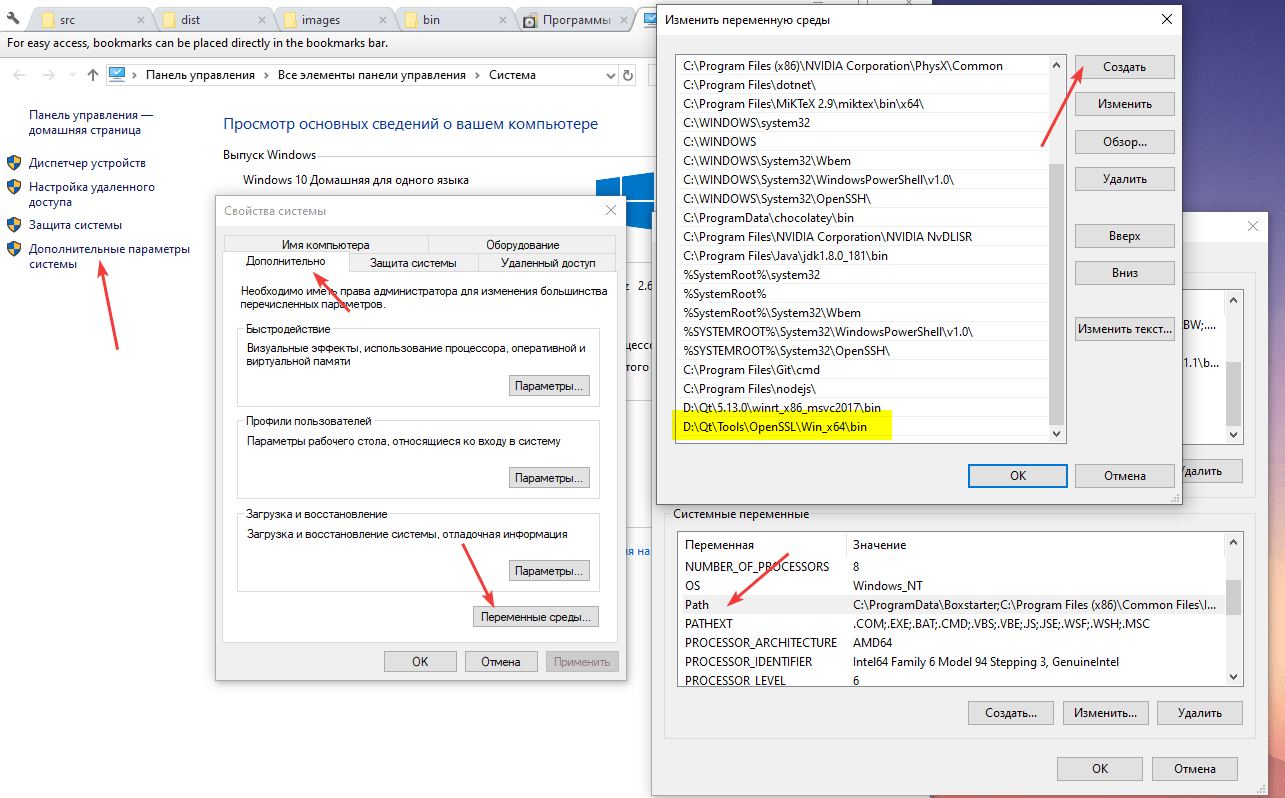 src
dist
images
bin
Программы
For easy access, bookmarks can be placed directly in the bookmarks bar.
Панель управления
Все элементы панели управления
Система
Панель управления —
домашняя страница
Диспетчер устройств
Настройка удаленного
доступа
Защита системы
Дополнительные параметры
системы
Просмотр основных сведений о вашем компьютере
Выпуск Windows
Windows 10 Домашняя для одного языка
Свойства системы
Имя компьютера
Оборудование
Дополнительно
Защита системы
Удаленный доступ
Необходимо иметь права администратора для изменения большинства
перечисленных параметров.
Быстродействие
Визуальные эффекты, использование процессора, оперативной и
виртуальной памяти
Параметры...
Профили пользователей
Параметры рабочего стола, относящиеся ко входу в систему
Параметры...
Загрузка и восстановление
Загрузка и восстановление системы, отладочная информация
Параметры...
Переменные среды...
ОК
Отмена
Применить
z 2.6
того
я на
Изменить переменную среды
C:\Program Files (x86)\NVIDIA Corporation\PhysX\Common
C:\Program Files\dotnet\
C:\Program Files\MiKTeX 2.9\miktex\bin\x64\
C:\WINDOWS\system32
C:\WINDOWS
C:\WINDOWS\System32\Wbem
C:\WINDOWS\System32\WindowsPowerShell\v1.0\
C:\WINDOWS\System32\OpenSSH\
C:\ProgramData\chocolatey\bin
C:\Program Files\NVIDIA Corporation\NVIDIA NvDLISR
C:\Program Files\Java\jdk1.8.0_181\bin
%SystemRoot%\system32
%SystemRoot%
%SystemRoot%\System32\Wbem
%SYSTEMROOT%\System32\WindowsPowerShell\v1.0\
%SYSTEMROOT%\System32\OpenSSH\
C:\Program Files\Git\cmd
C:\Program Files\nodejs\
D:\Qt\5.13.0\winrt_x86_msvc2017\bin
D:\Qt\Tools\OpenSSL\Win_x64\bin
Создать
Изменить
Обзор...
Удалить
Вверх
Вниз
Изменить текст...
ОК
Отмена
BW;....
1.1\b...
Удалить
Системные переменные
Переменная
Значение
NUMBER_OF_PROCESSORS
8
OS
Windows_NT
Path
C:\ProgramData\Boxstarter;C:\Program Files (x86)\Common Files\I...
PATHEXT
.COM;.EXE;.BAT;.CMD;.VBS;.VBE;.JS;.JSE;.WSF;.WSH;.MSC
PROCESSOR_ARCHITECTURE
AMD64
PROCESSOR_IDENTIFIER
Intel64 Family 6 Model 94 Stepping 3, GenuineIntel
PROCESSOR_LEVEL
6
Создать...
Изменить...
Удалить
ОК
Отмена